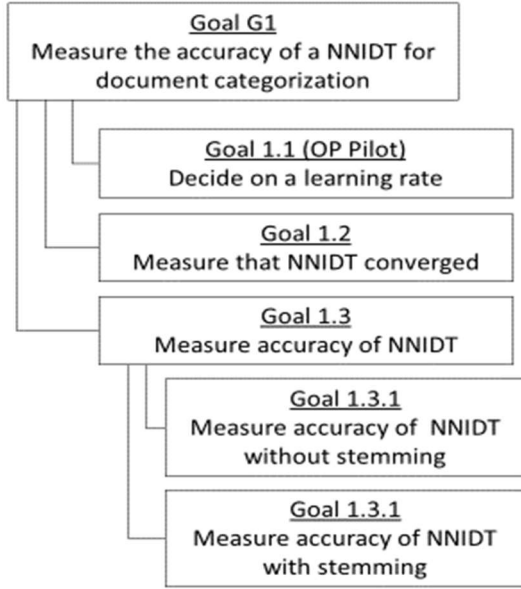 Goal G1
Measure the accuracy of a NNIDT for
document categorization
Goal 1.1 (OP Pilot)
Decide on a learning rate
Goal 1.2
Measure that NNIDT converged
Goal 1.3
Measure accuracy of NNIDT
Goal 1.3.1
Measure accuracy of NNIDT
without stemming
Goal 1.3.1
Measure accuracy of NNIDT
with stemming